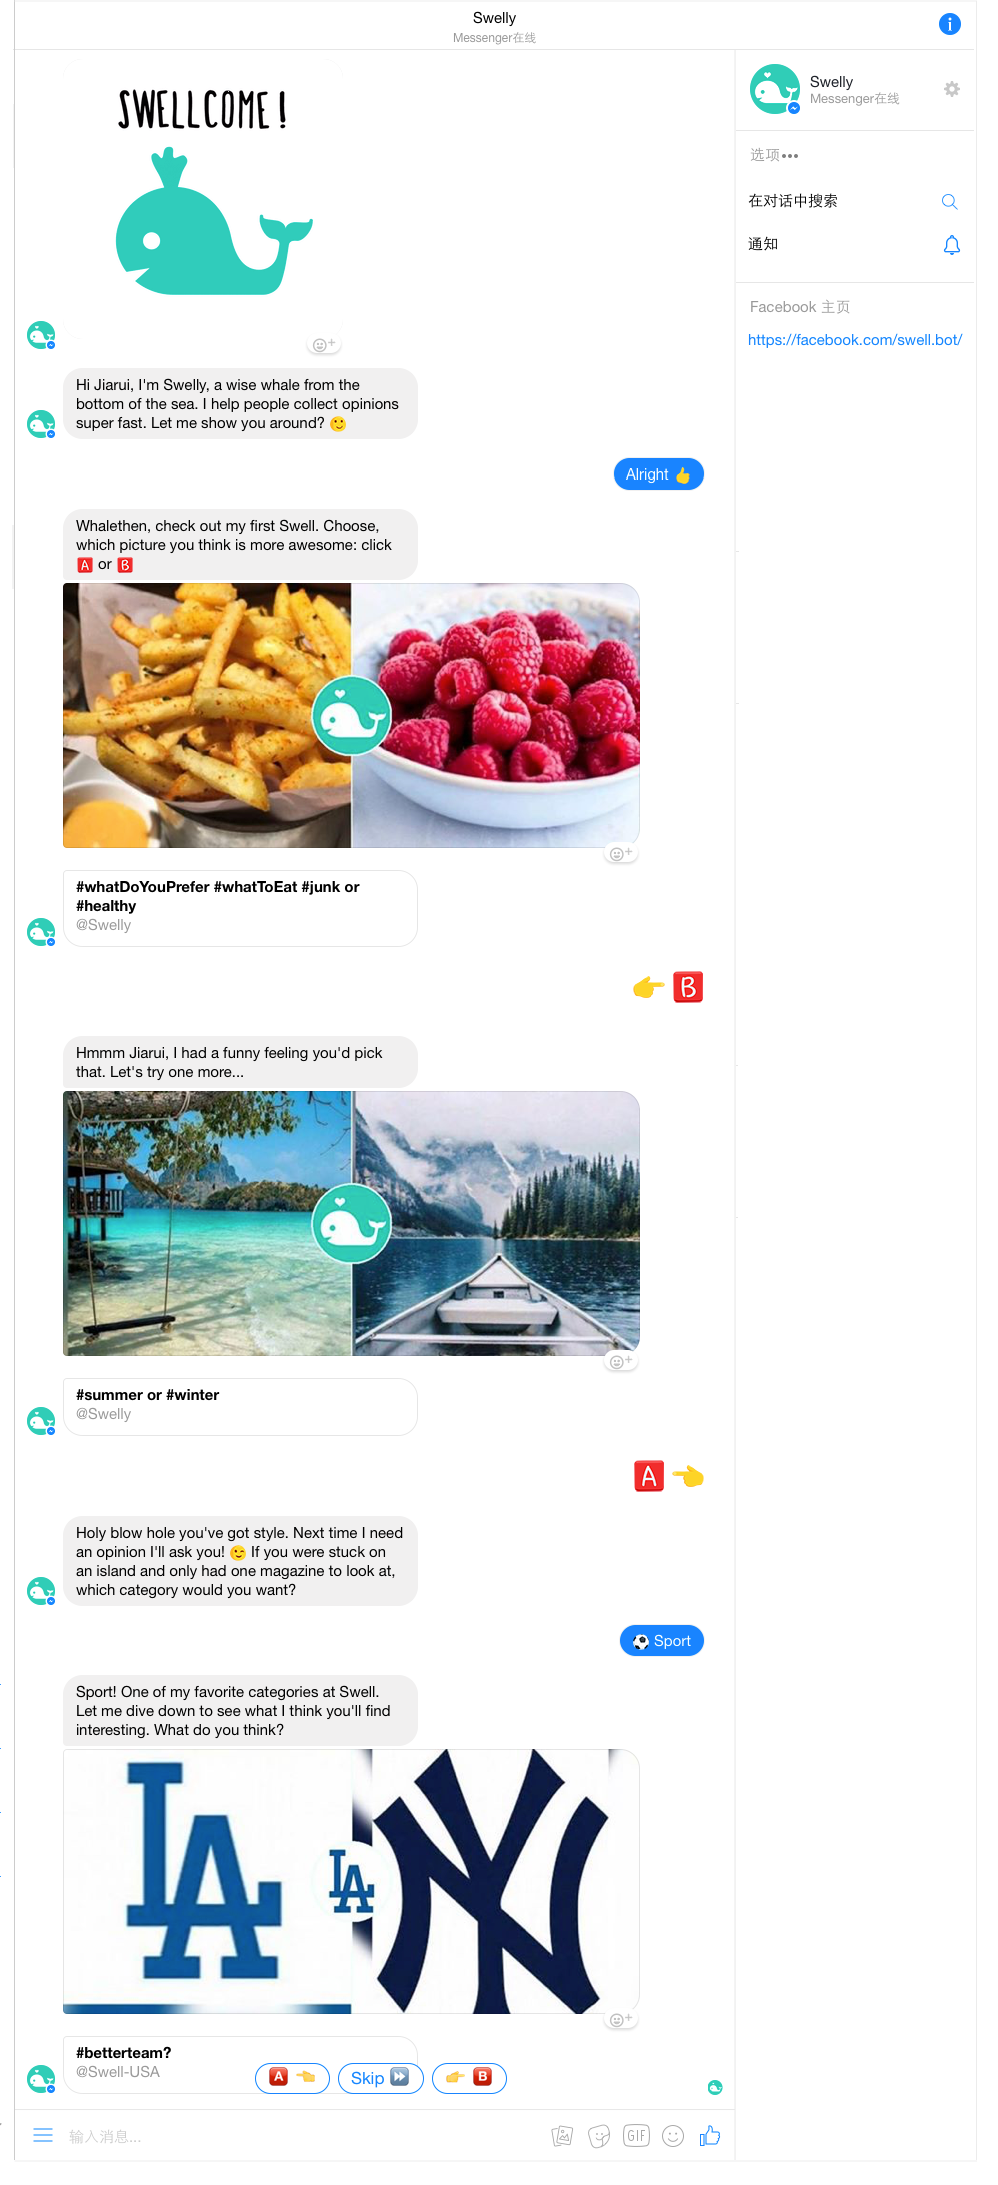 Swelly
Messenger在线
SWELLCOME!
Hi Jiarui, I'm Swelly, a wise whale from the
bottom of the sea. I help people collect opinions
super fast. Let me show you around? 🙂
Alright 👍
Whalethen, check out my first Swell. Choose,
which picture you think is more awesome: click
🅰 or 🅱
#whatDoYouPrefer #whatToEat #junk or
#healthy
@Swelly
👉 🅱
Hmmm Jiarui, I had a funny feeling you'd pick
that. Let's try one more...
#summer or #winter
@Swelly
🅰 👈
Holy blow hole you've got style. Next time I need
an opinion I'll ask you! 😉 If you were stuck on
an island and only had one magazine to look at,
which category would you want?
⚽ Sport
Sport! One of my favorite categories at Swell.
Let me dive down to see what I think you'll find
interesting. What do you think?
LA
LA
NY
#betterteam?
@Swell-USA
🅰 👈
Skip ⏩
👉 🅱
输入消息...
GIF
Swelly
Messenger在线
选项•••
在对话中搜索
通知
Facebook 主页
https://facebook.com/swell.bot/